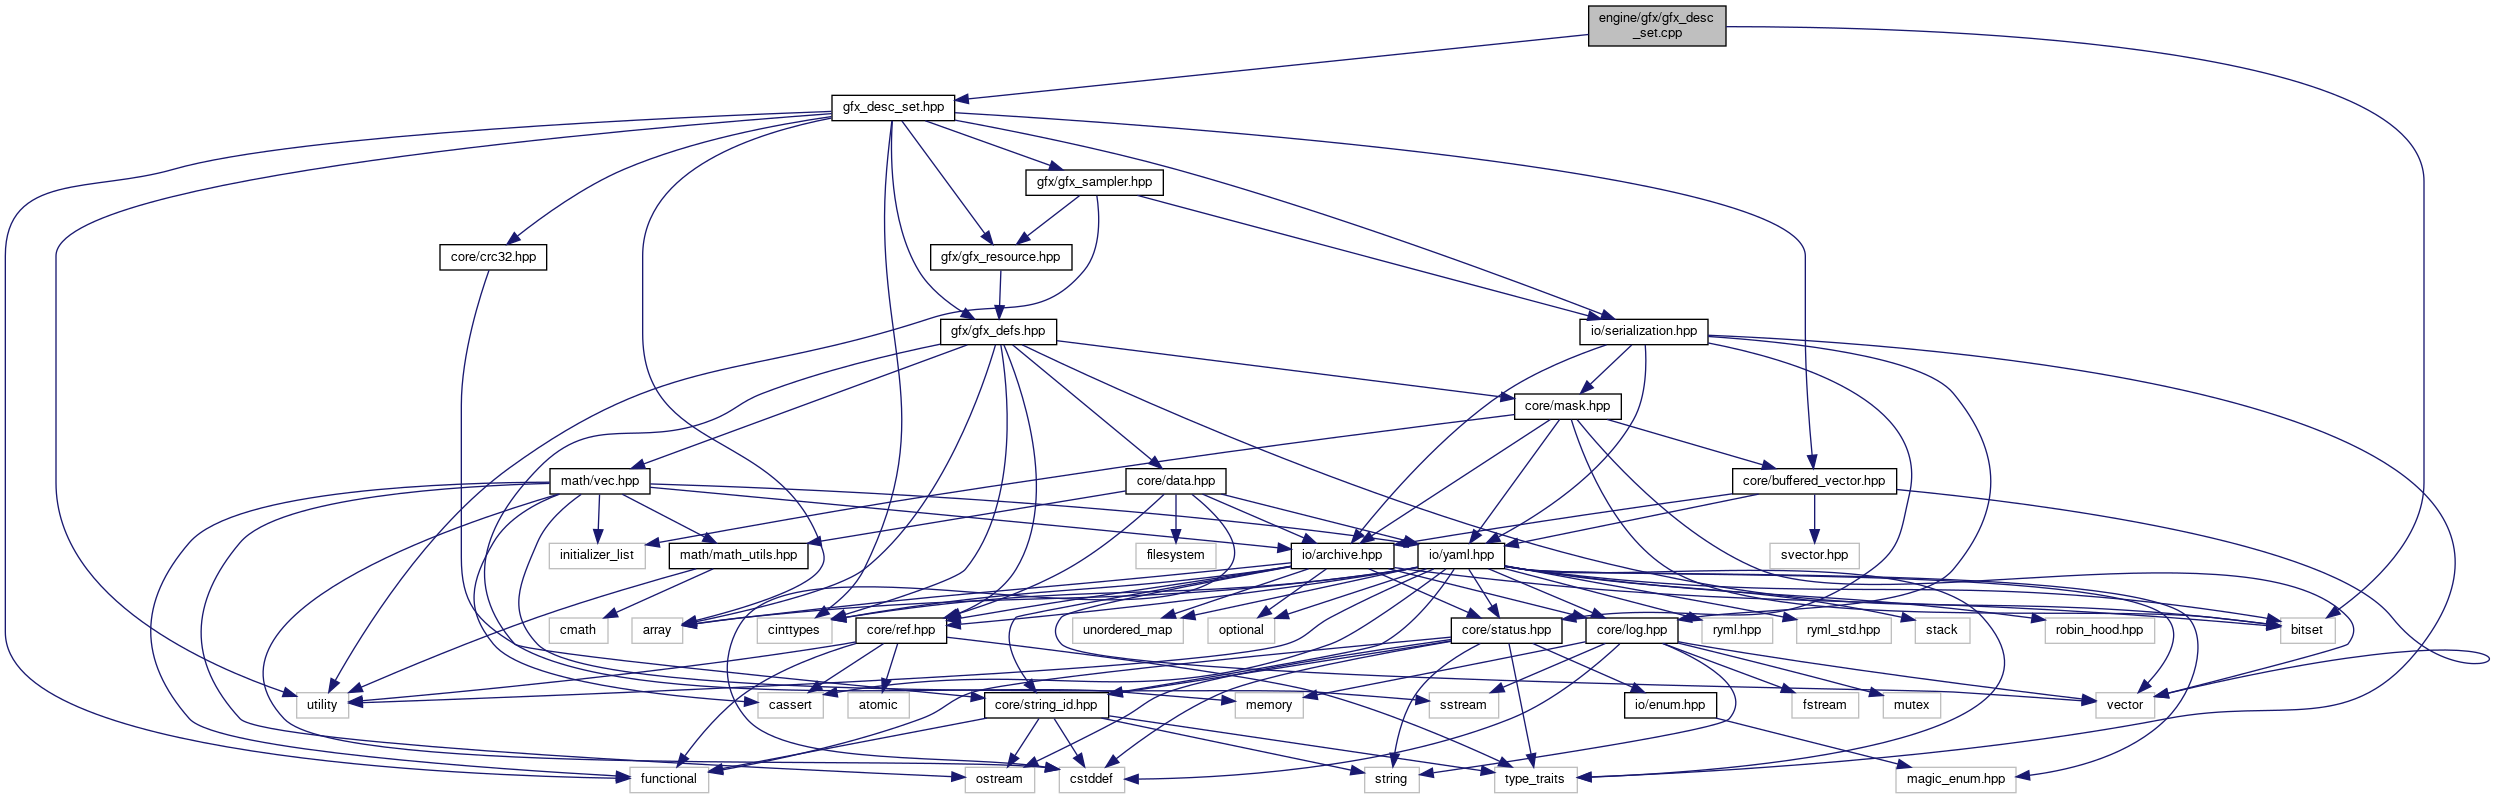 engine/gfx/gfx_desc
_set.cpp
gfx_desc_set.hpp
gfx/gfx_sampler.hpp
core/crc32.hpp
gfx/gfx_resource.hpp
gfx/gfx_defs.hpp
io/serialization.hpp
core/mask.hpp
math/vec.hpp
core/data.hpp
core/buffered_vector.hpp
initializer_list
math/math_utils.hpp
filesystem
io/archive.hpp
io/yaml.hpp
svector.hpp
cmath
array
cinttypes
core/ref.hpp
unordered_map
optional
core/status.hpp
core/log.hpp
ryml.hpp
ryml_std.hpp
stack
robin_hood.hpp
bitset
utility
cassert
atomic
core/string_id.hpp
memory
sstream
io/enum.hpp
fstream
mutex
vector
functional
ostream
cstddef
string
type_traits
magic_enum.hpp